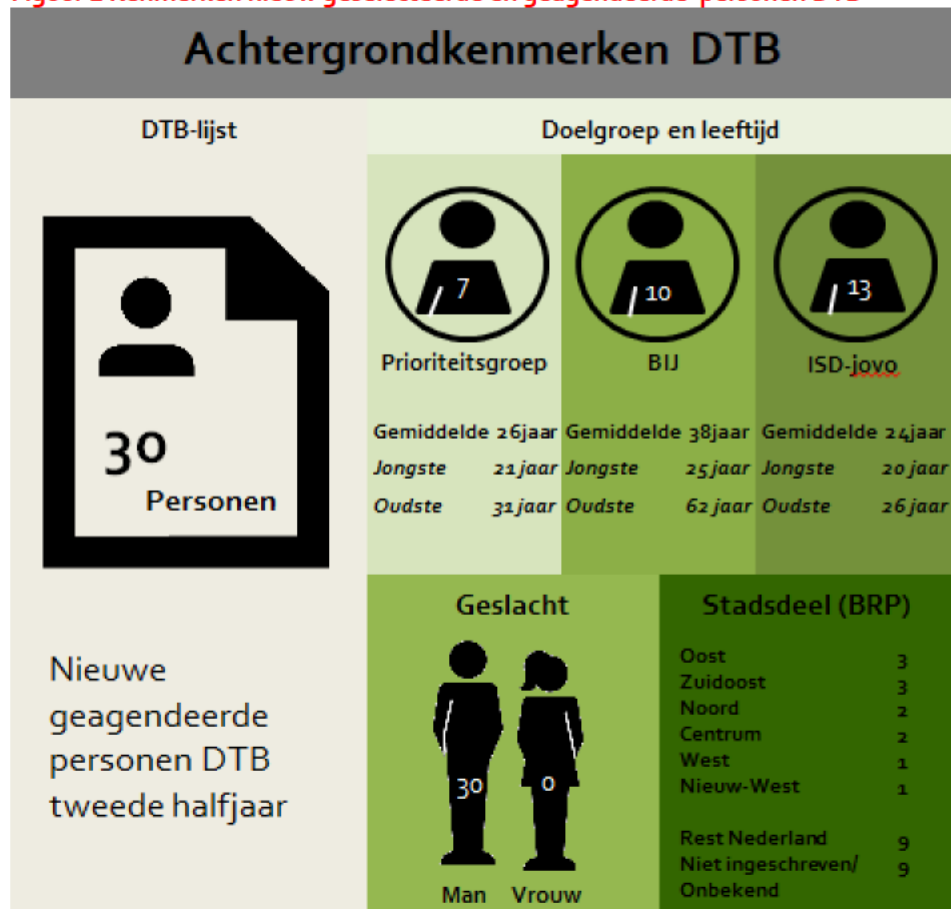 Achtergrondkenmerken DTB
DTB-lijst
30
Personen
Nieuwe
geagendeerde
personen DTB
tweede halfjaar
Doelgroep en leeftijd
7
Prioriteitsgroep
Gemiddelde 26jaar
Jongste 21 jaar
Oudste 31 jaar
10
BIJ
Gemiddelde 38jaar
Jongste 25 jaar
Oudste 62 jaar
13
ISD-jovo
Gemiddelde 24jaar
Jongste 20 jaar
Oudste 26 jaar
Geslacht
30
0
Man Vrouw
Stadsdeel (BRP)
Oost 3
Zuidoost 3
Noord 2
Centrum 2
West 1
Nieuw-West 1
Rest Nederland 9
Niet ingeschreven/ 9
Onbekend